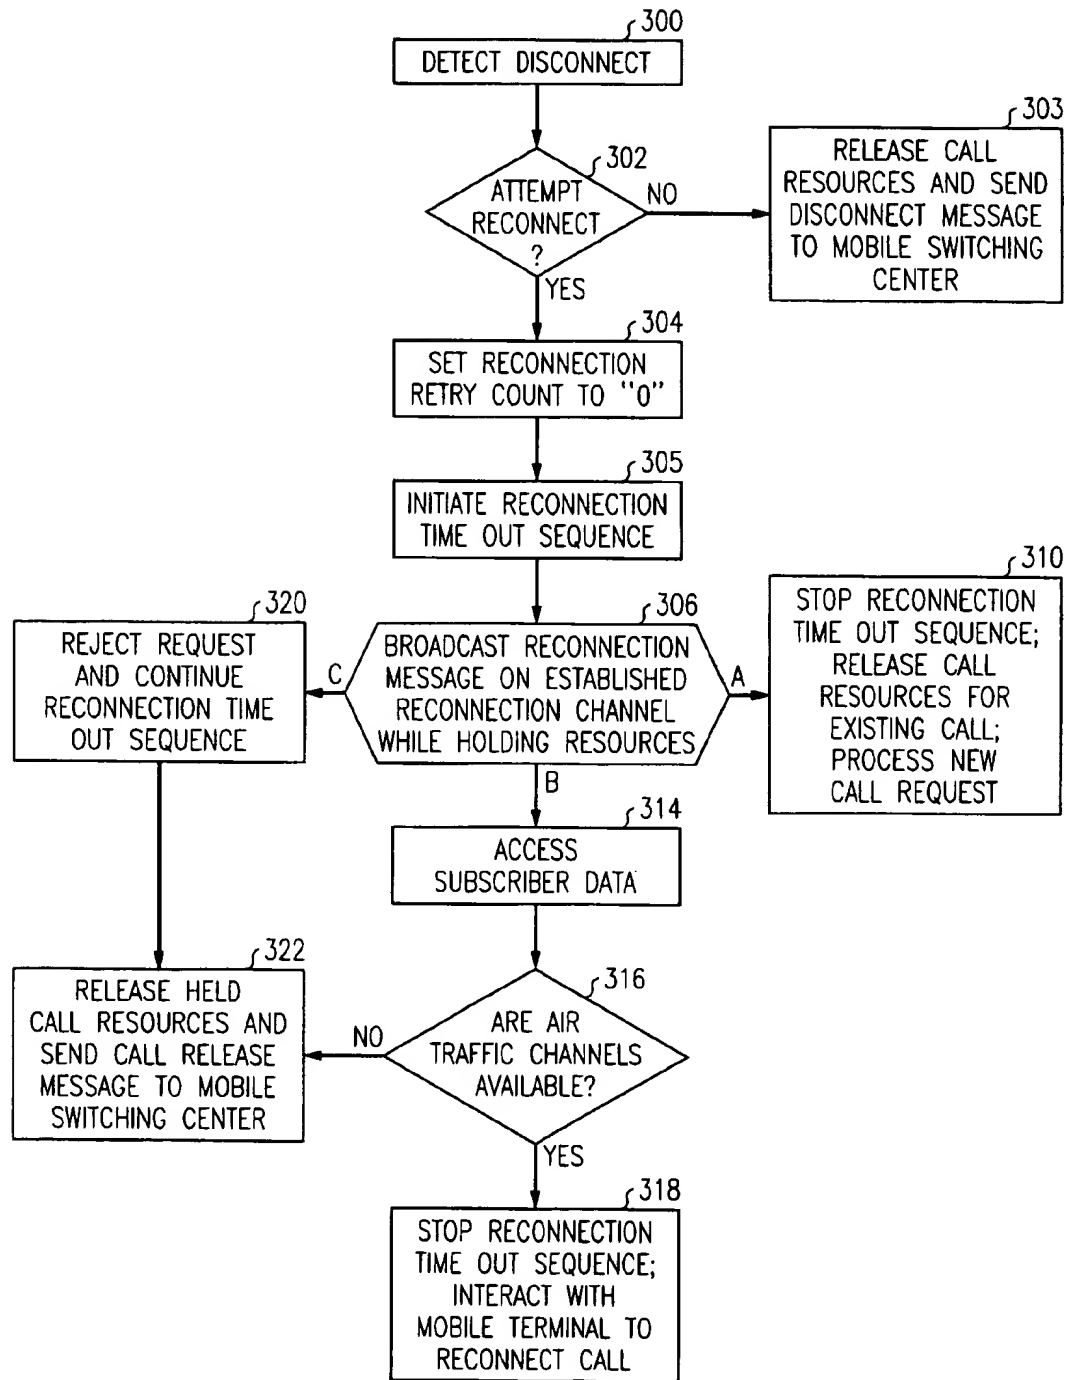 300
DETECT DISCONNECT
302
ATTEMPT
RECONNECT
?
NO
YES
303
RELEASE CALL
RESOURCES AND SEND
DISCONNECT MESSAGE
TO MOBILE SWITCHING
CENTER
304
SET RECONNECTION
RETRY COUNT TO "0"
305
INITIATE RECONNECTION
TIME OUT SEQUENCE
306
BROADCAST RECONNECTION
MESSAGE ON ESTABLISHED
RECONNECTION CHANNEL
WHILE HOLDING RESOURCES
C
A
B
310
STOP RECONNECTION
TIME OUT SEQUENCE;
RELEASE CALL
RESOURCES FOR
EXISTING CALL;
PROCESS NEW
CALL REQUEST
320
REJECT REQUEST
AND CONTINUE
RECONNECTION TIME
OUT SEQUENCE
314
ACCESS
SUBSCRIBER DATA
316
ARE AIR
TRAFFIC CHANNELS
AVAILABLE?
NO
YES
322
RELEASE HELD
CALL RESOURCES AND
SEND CALL RELEASE
MESSAGE TO MOBILE
SWITCHING CENTER
318
STOP RECONNECTION
TIME OUT SEQUENCE;
INTERACT WITH
MOBILE TERMINAL TO
RECONNECT CALL